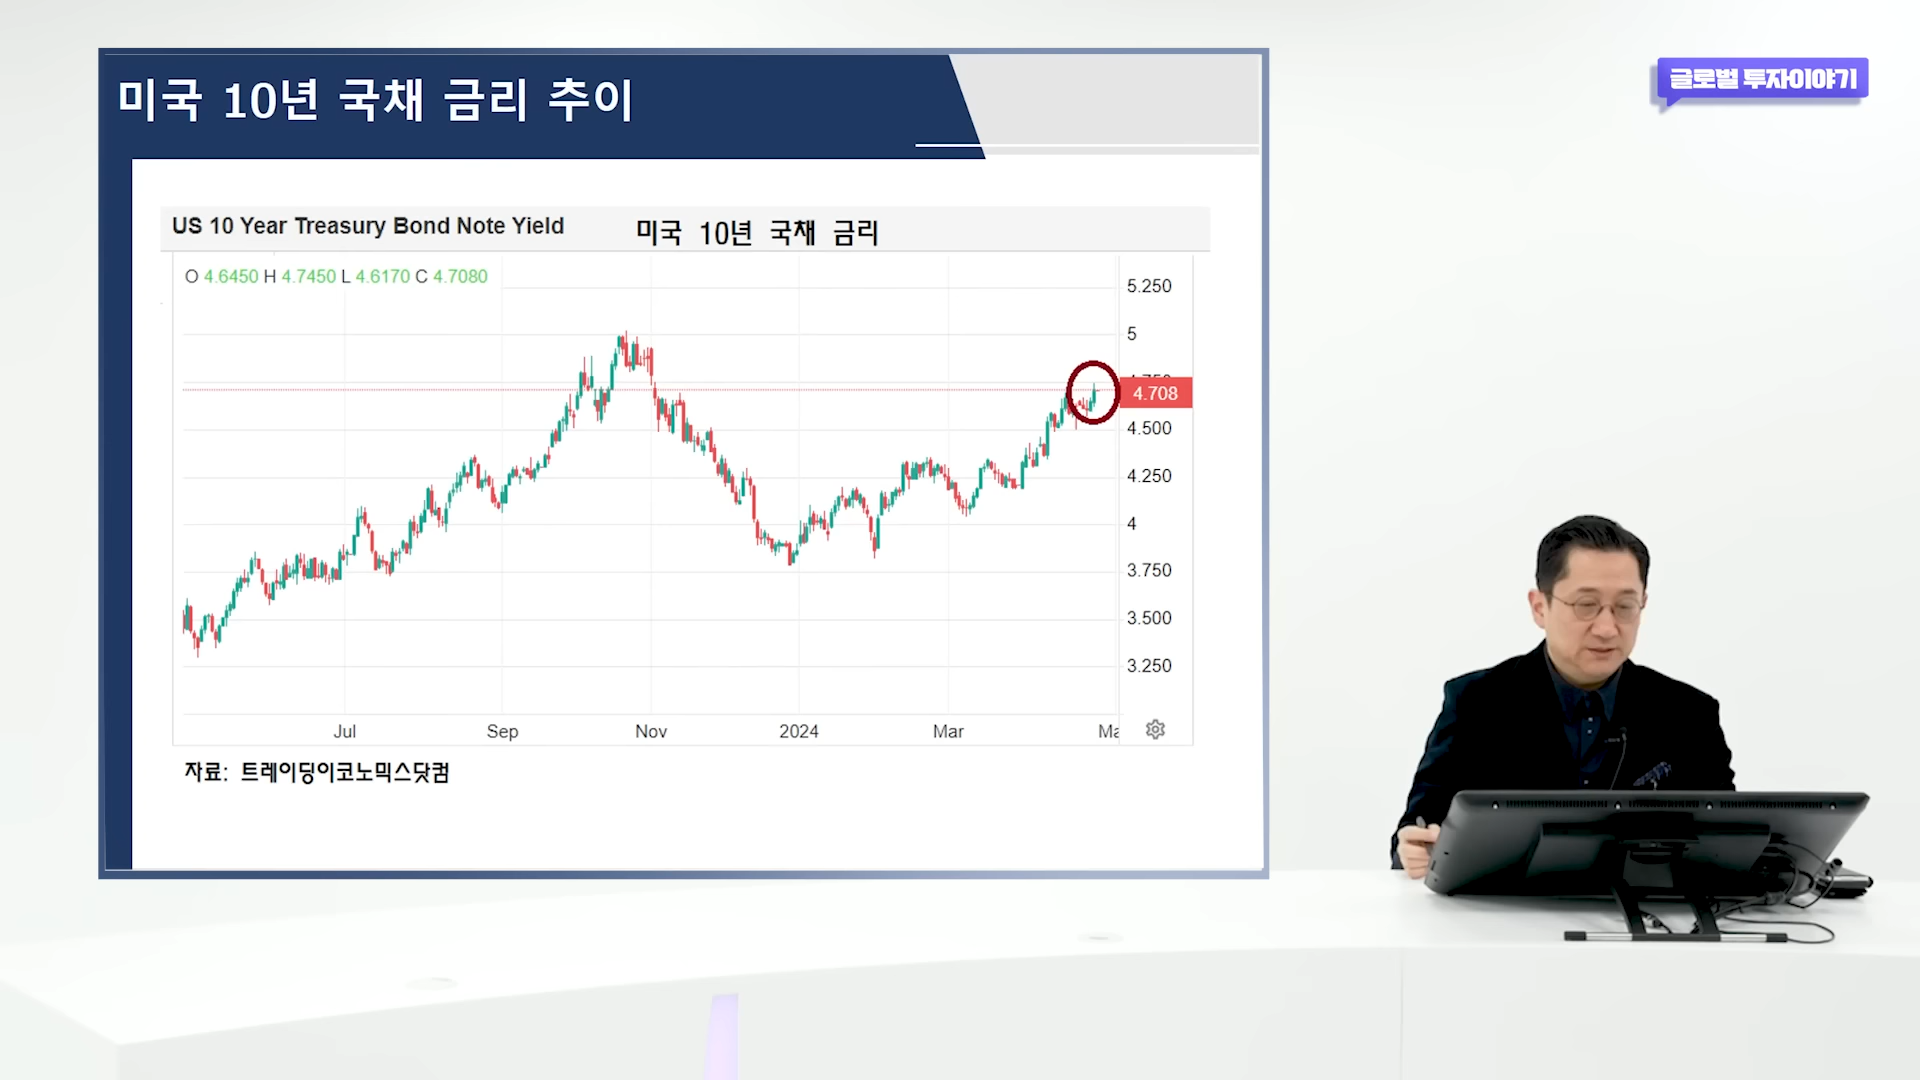 미국 10년 국채 금리 추이
글로벌 투자이야기
US 10 Year Treasury Bond Note Yield 미국 10년 국채 금리
O 4.6450 H 4.7450 L 4.6170 C 4.7080
5.250
5
4.708
4.500
4.250
4
3.750
3.500
3.250
Jul Sep Nov 2024 Mar
자료: 트레이딩이코노믹스닷컴